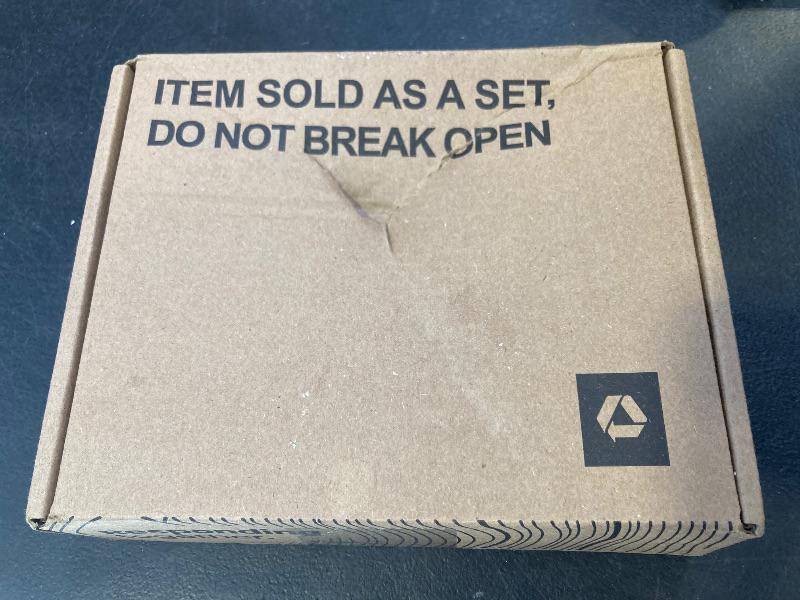 ITEM SOLD AS A SET,
DO NOT BREAK OPEN